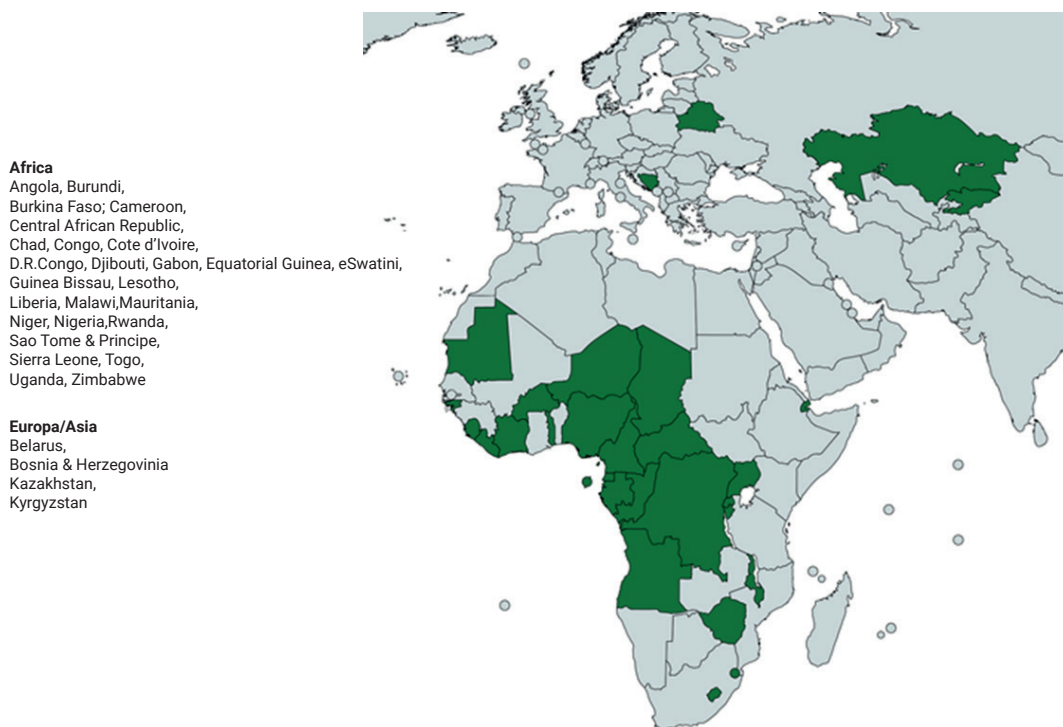 Africa
Angola, Burundi,
Burkina Faso; Cameroon,
Central African Republic,
Chad, Congo, Cote d’Ivoire,
D.R.Congo, Djibouti, Gabon, Equatorial Guinea, eSwatini,
Guinea Bissau, Lesotho,
Liberia, Malawi,Mauritania,
Niger, Nigeria,Rwanda,
Sao Tome & Principe,
Sierra Leone, Togo,
Uganda, Zimbabwe
Europa/Asia
Belarus,
Bosnia & Herzegovinia
Kazakhstan,
Kyrgyzstan